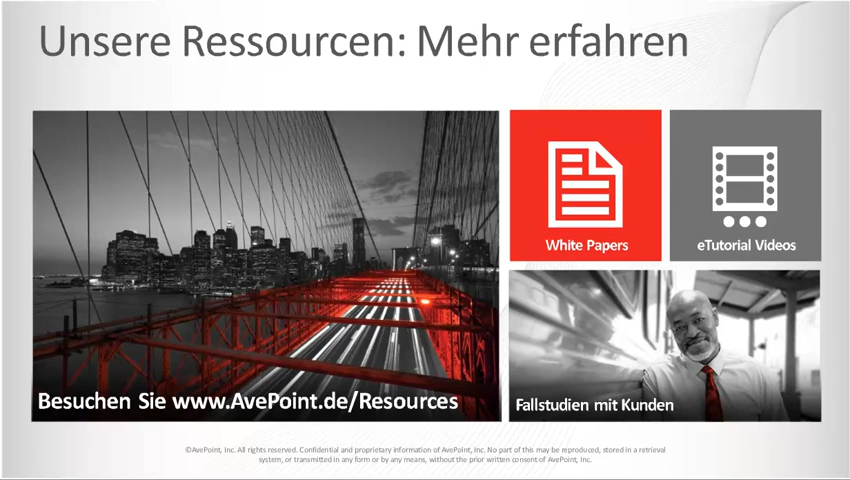 Unsere Ressourcen: Mehr erfahren
White Papers
eTutorial Videos
Besuchen Sie www.AvePoint.de/Resources
Fallstudien mit Kunden
©AvePoint, Inc. All rights reserved. Confidential and proprietary information of AvePoint, Inc. No part of this may be reproduced, stored in a retrieval
system, or transmitted in any form or by any means, without the prior written consent of AvePoint, Inc.